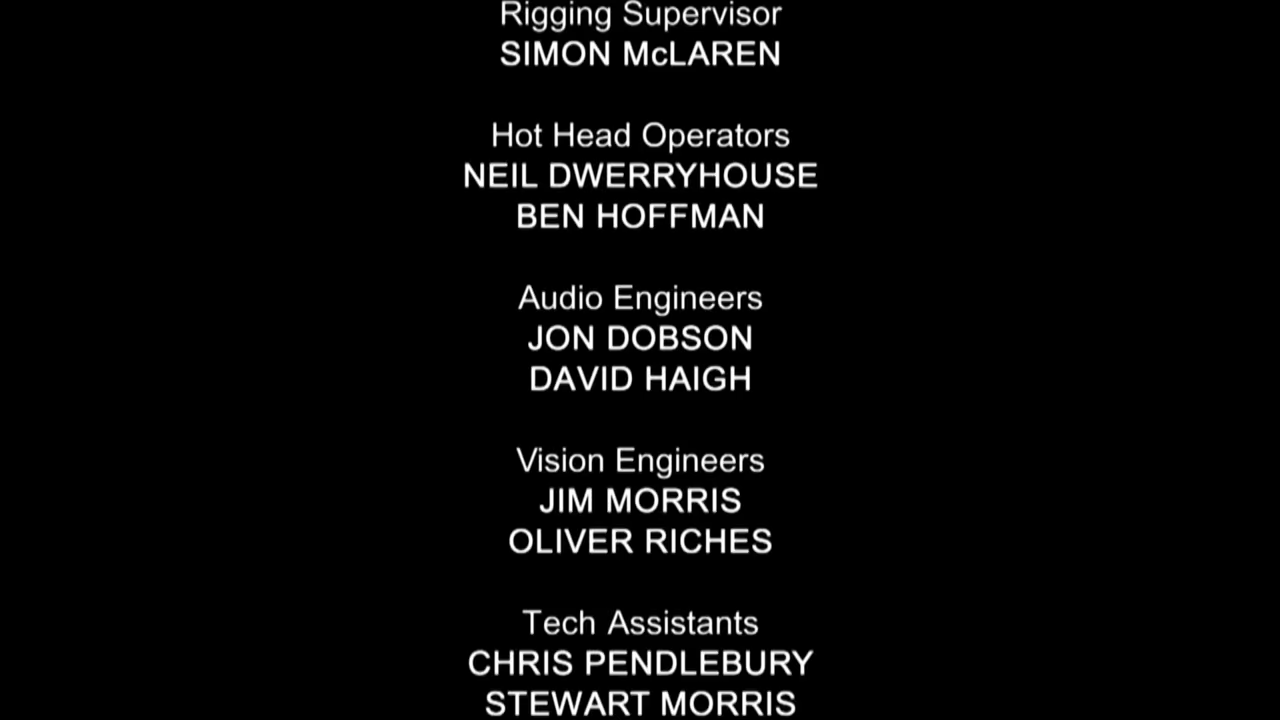 Rigging Supervisor
SIMON McLAREN
Hot Head Operators
NEIL DWERRYHOUSE
BEN HOFFMAN
Audio Engineers
JON DOBSON
DAVID HAIGH
Vision Engineers
JIM MORRIS
OLIVER RICHES
Tech Assistants
CHRIS PENDLEBURY
STEWART MORRIS